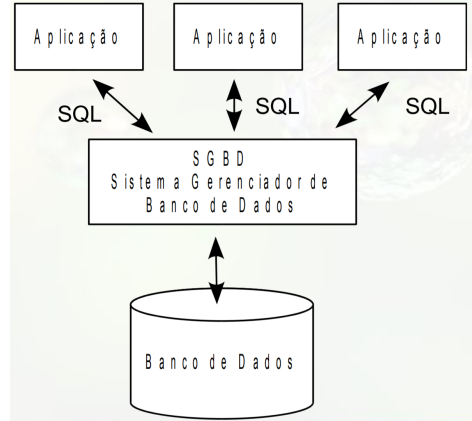 Aplicação
Aplicação
Aplicação
SQL
SQL
SQL
SGBD
Sistema Gerenciador de
Banco de Dados
Banco de Dados